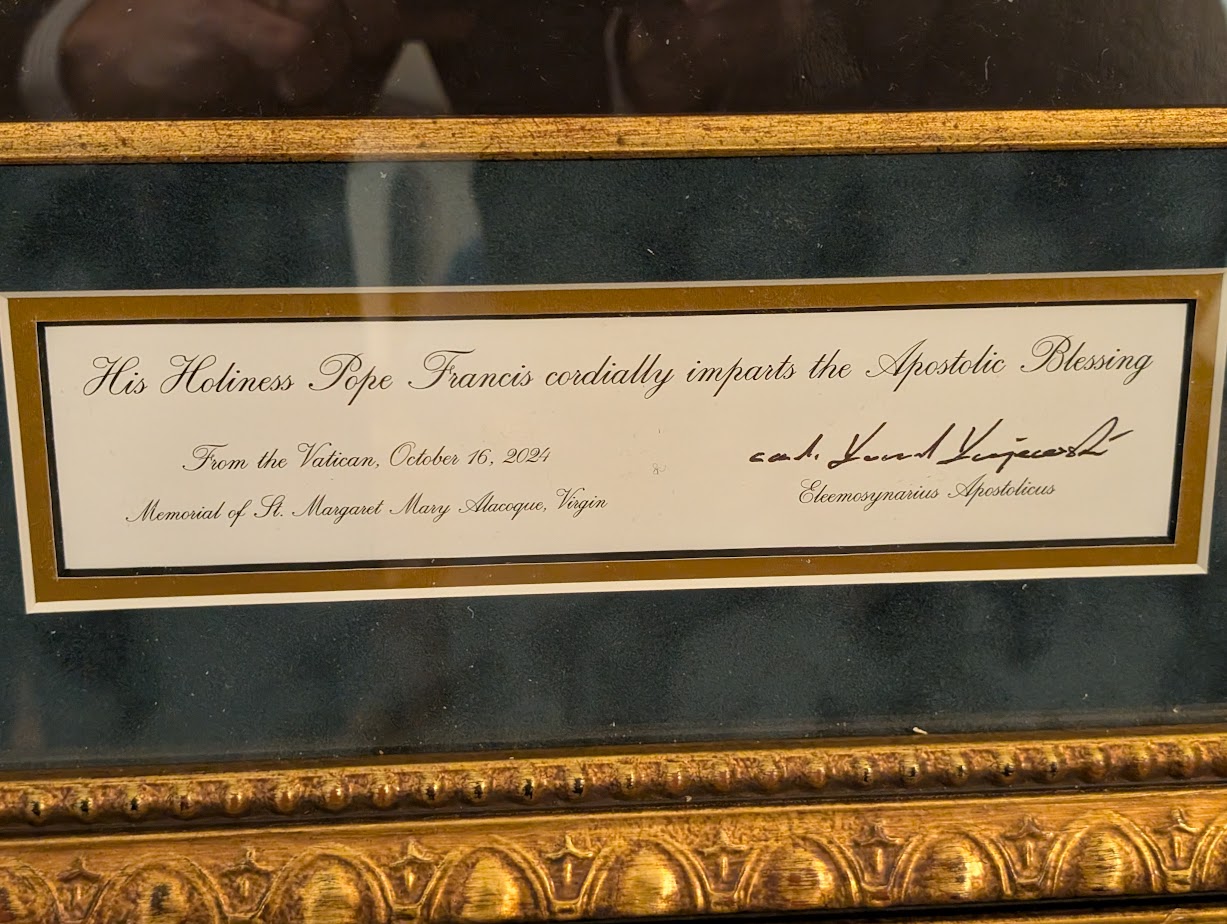 His Holiness Pope Francis cordially imparts the Apostolic Blessing
From the Vatican, October 16, 2024
Memorial of St. Margaret Mary Alacoque, Virgin
card.
Eleemosynarius Apostolicus